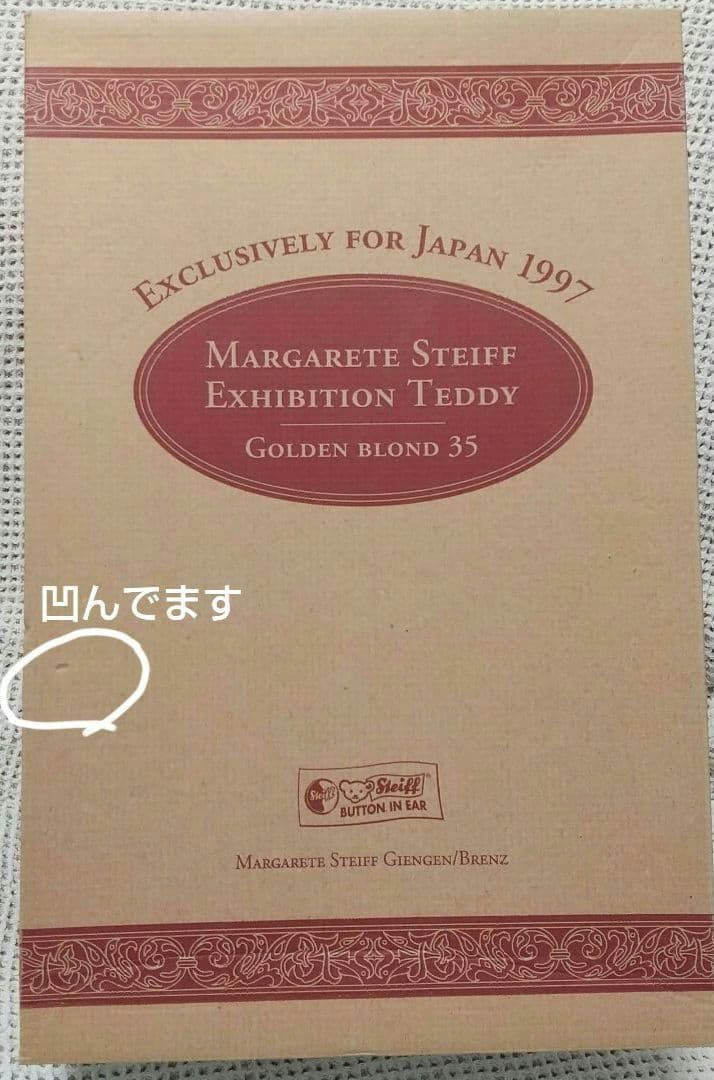 EXCLUSIVELY FOR JAPAN 1997
MARGARETE STEIFF
EXHIBITION TEDDY
GOLDEN BLOND 35
凹んでます
Steiff Steiff®
BUTTON IN EAR
MARGARETE STEIFF GIENGEN/BRENZ